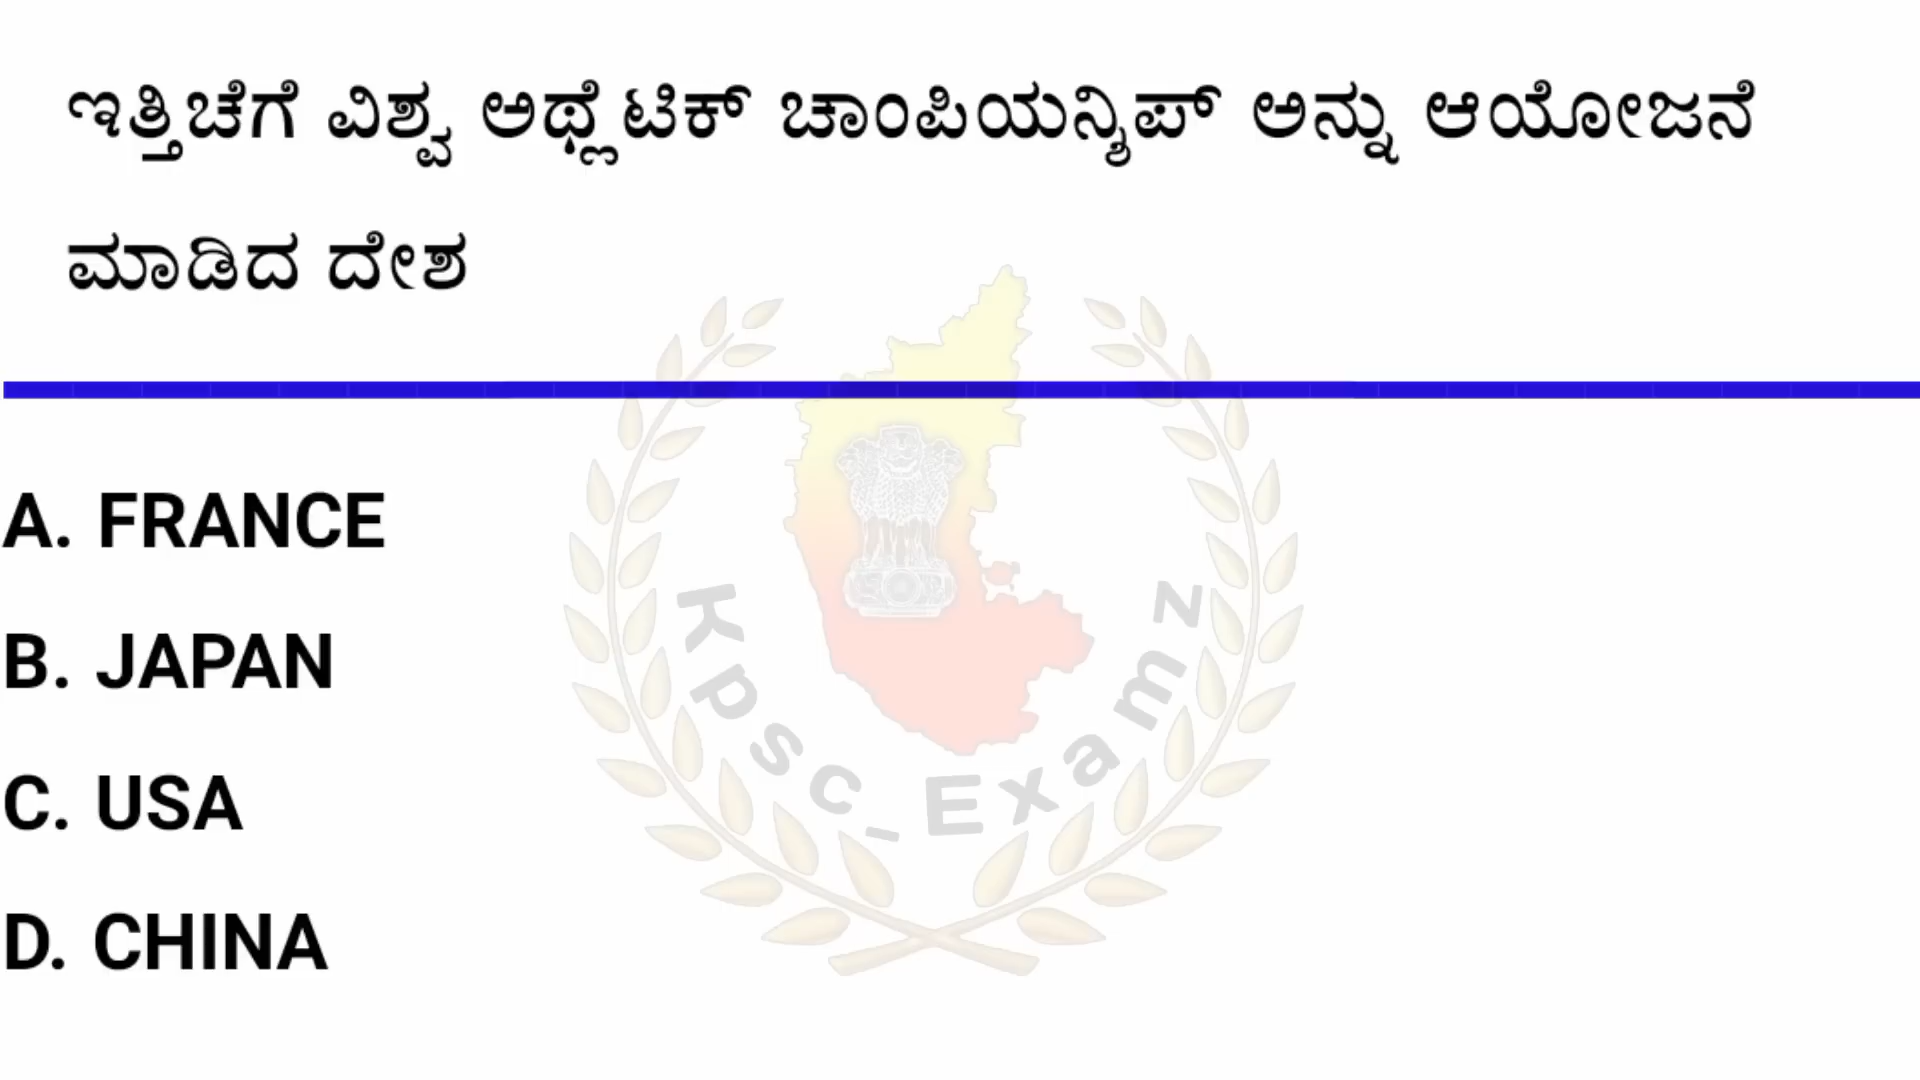 ಇತ್ತಿಚೆಗೆ ವಿಶ್ವ ಅಥ್ಲೆಟಿಕ್ ಚಾಂಪಿಯನ್ಶಿಪ್ ಅನ್ನು ಆಯೋಜನೆ
ಮಾಡಿದ ದೇಶ
A. FRANCE
B. JAPAN
C. USA
D. CHINA
Kpsc_Examz